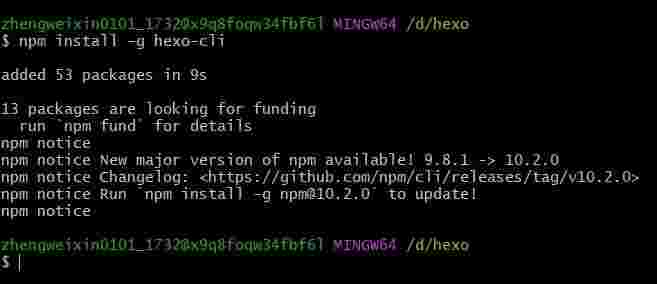 zhengweixin0101_1732@x9q8foqw34fbf6l MINGW64 /d/hexo
$ npm install -g hexo-cli
added 53 packages in 9s
13 packages are looking for funding
run `npm fund` for details
npm notice
npm notice New major version of npm available! 9.8.1 -> 10.2.0
npm notice Changelog: <https://github.com/npm/cli/releases/tag/v10.2.0>
npm notice Run `npm install -g npm@10.2.0` to update!
npm notice
zhengweixin0101_1732@x9q8foqw34fbf6l MINGW64 /d/hexo
$